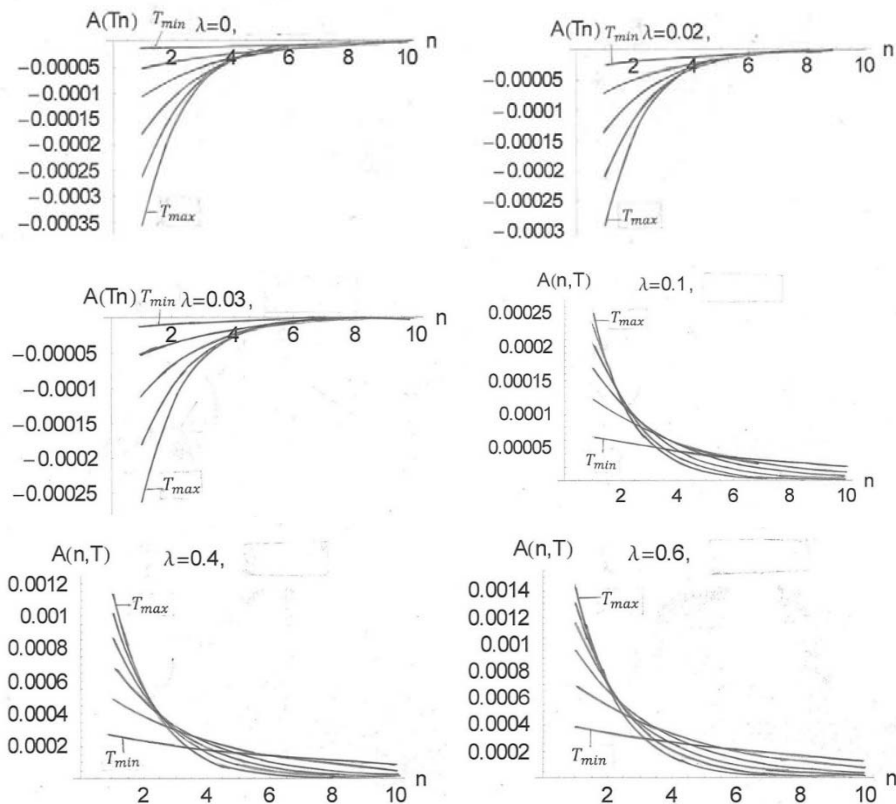 A(Tn) T_min λ=0, n
2 4 6 8 10
−0.00005
−0.0001
−0.00015
−0.0002
−0.00025
−0.0003
−0.00035
T_max
A(Tn) T_min λ=0.02, n
2 4 6 8 10
−0.00005
−0.0001
−0.00015
−0.0002
−0.00025
−0.0003
T_max
A(Tn) T_min λ=0.03, n
2 4 6 8 10
−0.00005
−0.0001
−0.00015
−0.0002
−0.00025
T_max
A(n,T) λ=0.1,
0.00025
0.0002
0.00015
0.0001
0.00005
T_max
T_min
2 4 6 8 10 n
A(n,T) λ=0.4,
0.0012
0.001
0.0008
0.0006
0.0004
0.0002
T_max
T_min
2 4 6 8 10 n
A(n,T) λ=0.6,
0.0014
0.0012
0.001
0.0008
0.0006
0.0004
0.0002
T_max
T_min
2 4 6 8 10 n